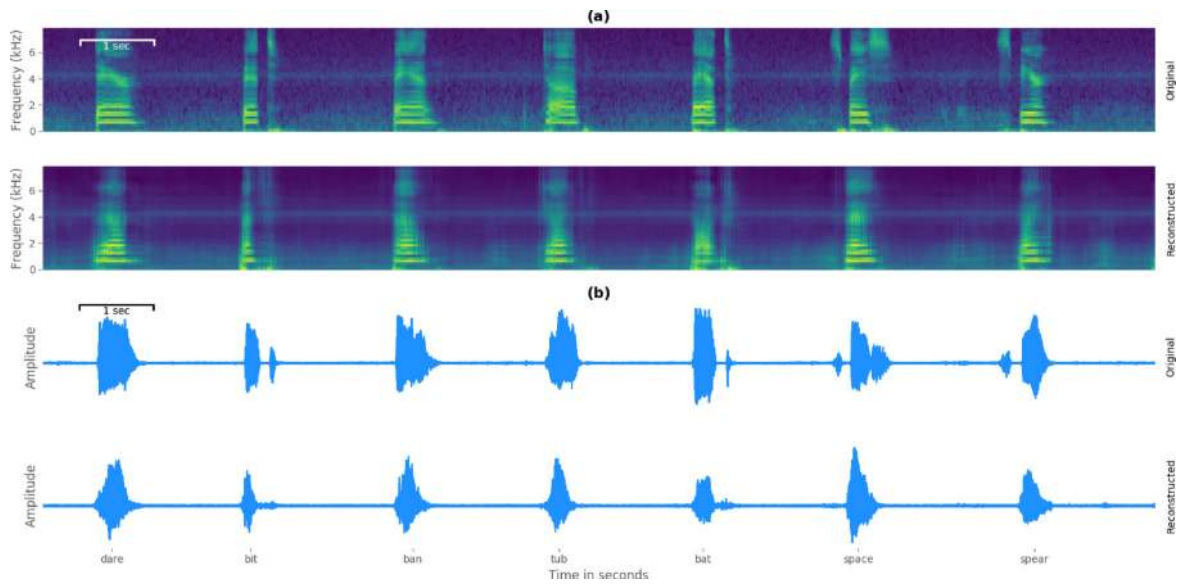 (a)
1 sec
Frequency (kHz)
6
4
2
0
Original
Frequency (kHz)
6
4
2
0
Reconstructed
(b)
1 sec
Amplitude
Original
Amplitude
Reconstructed
dare bit ban tub bat space spear
Time in seconds